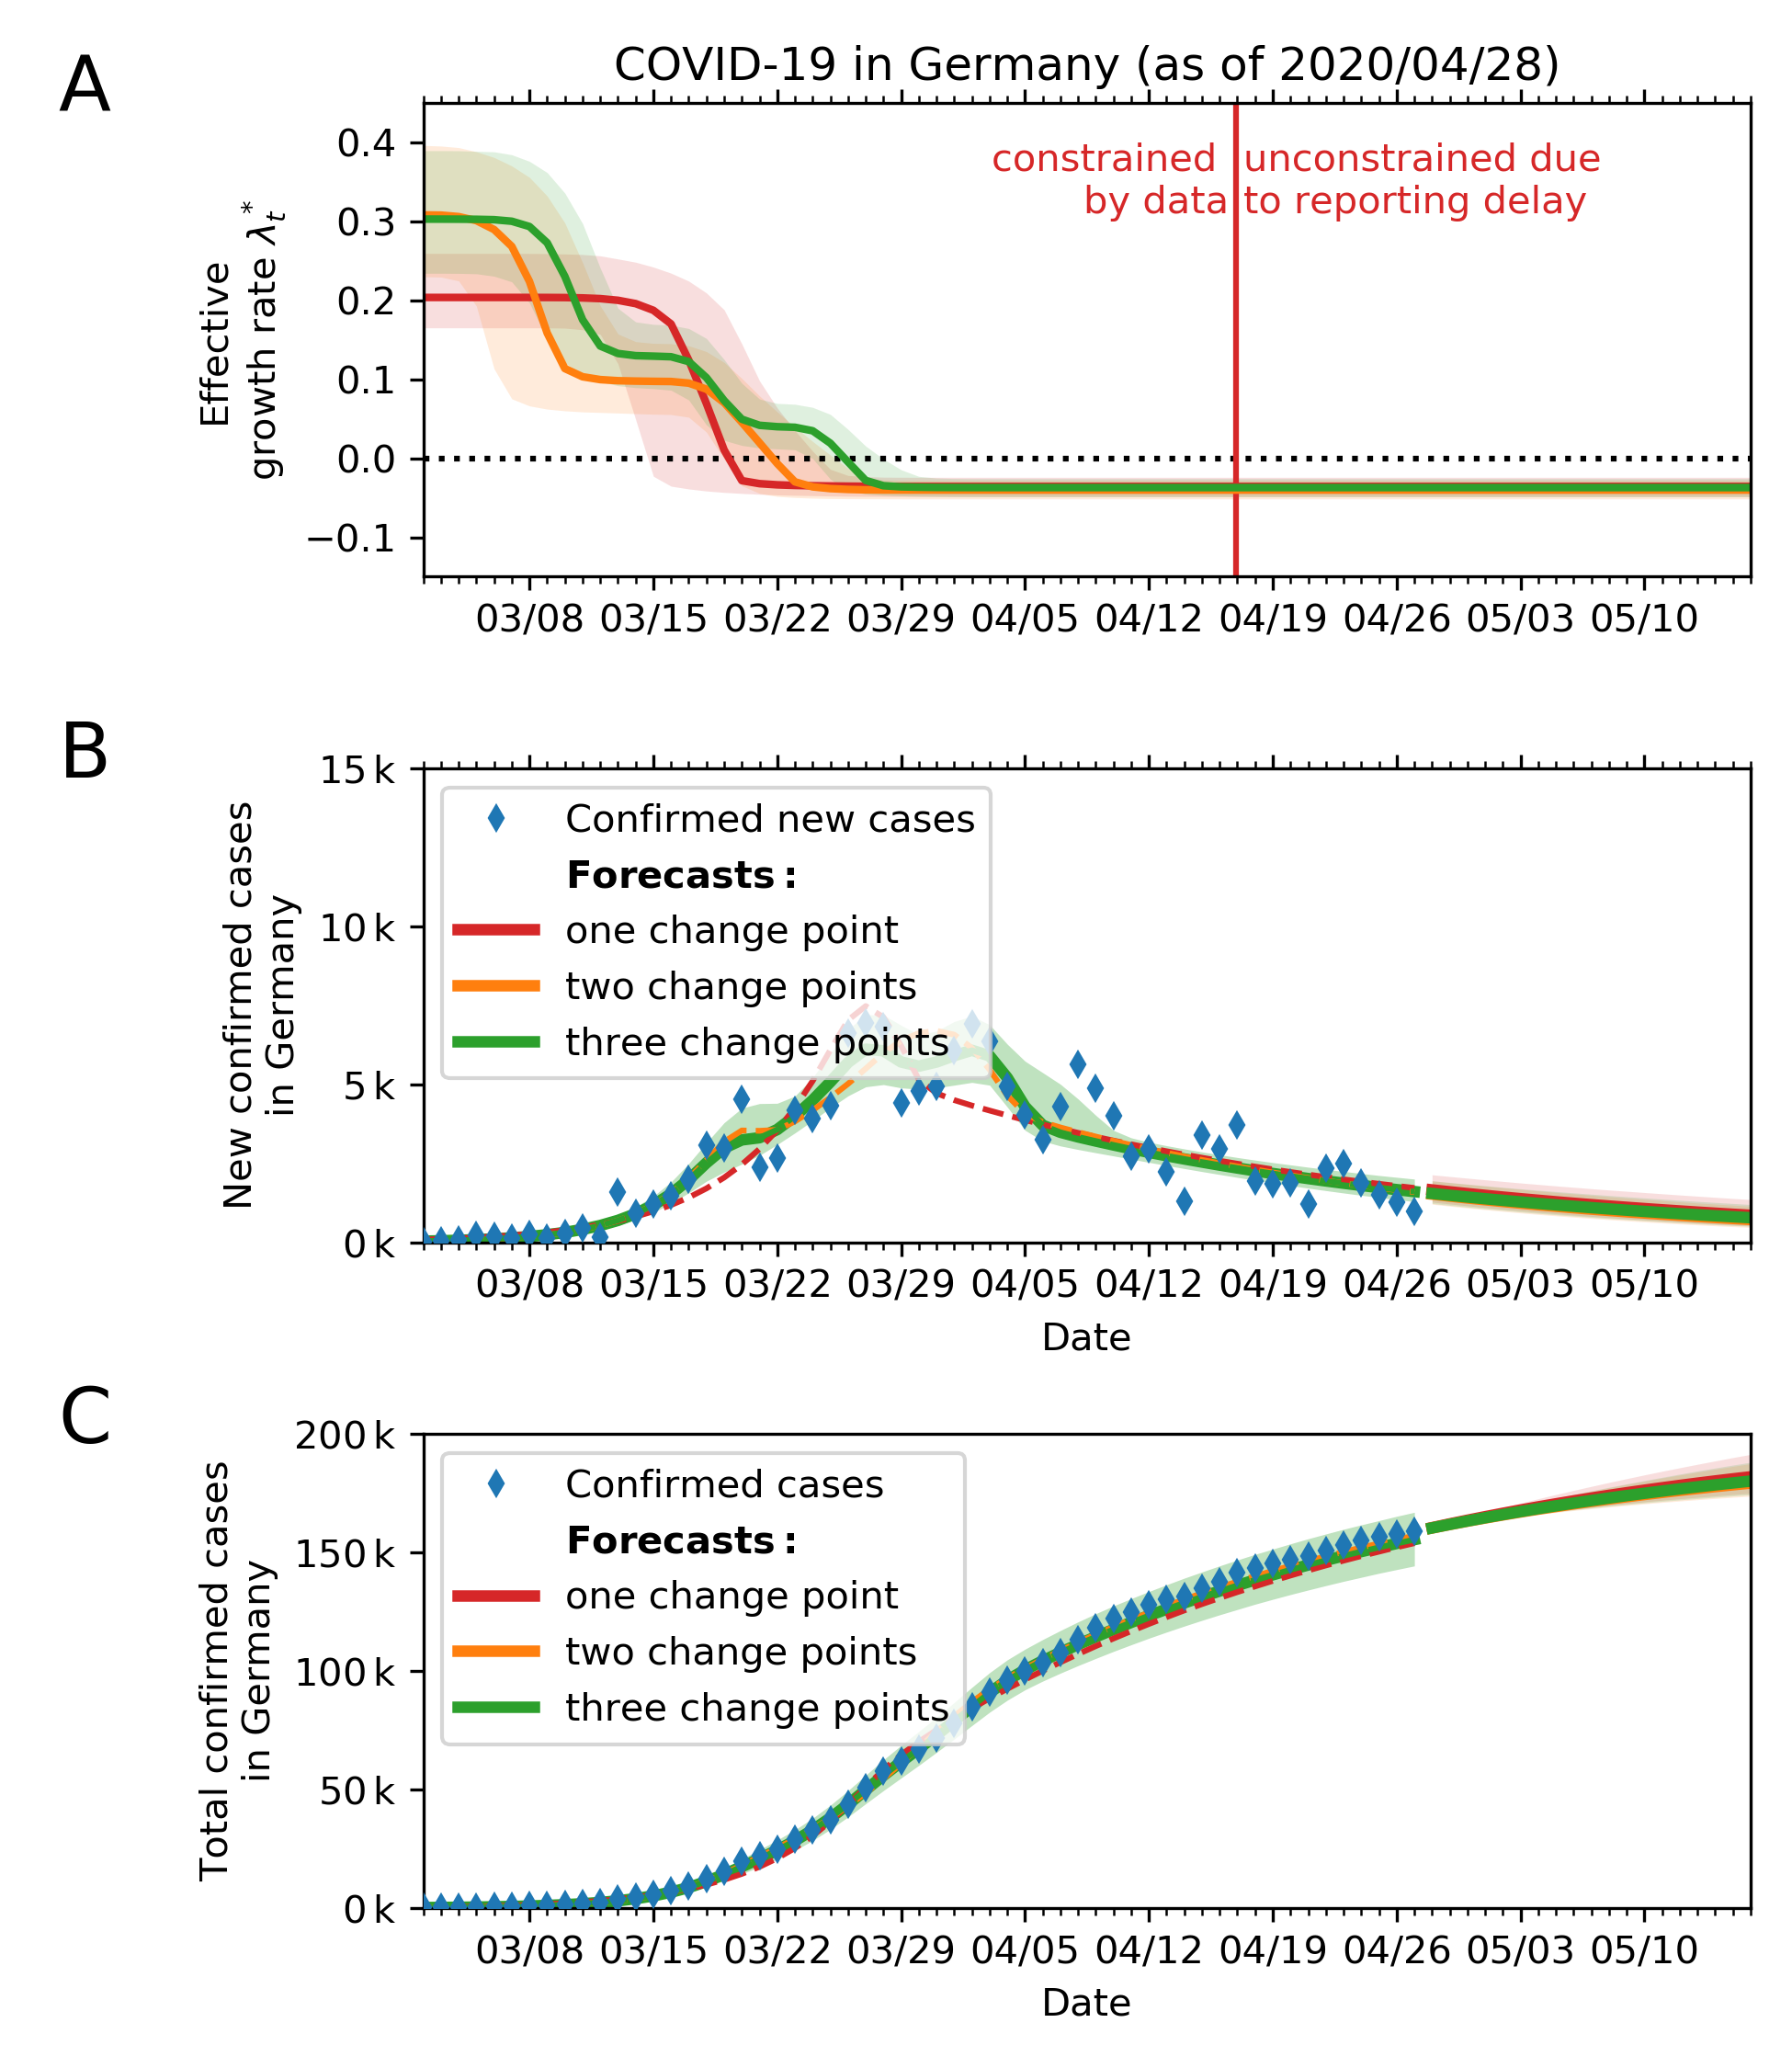 A
COVID-19 in Germany (as of 2020/04/28)
Effective
growth rate λ*t
0.4
0.3
0.2
0.1
0.0
−0.1
constrained
by data
unconstrained due
to reporting delay
03/08 03/15 03/22 03/29 04/05 04/12 04/19 04/26 05/03 05/10
B
New confirmed cases
in Germany
15 k
10 k
5 k
0 k
Confirmed new cases
Forecasts :
one change point
two change points
three change points
03/08 03/15 03/22 03/29 04/05 04/12 04/19 04/26 05/03 05/10
Date
C
Total confirmed cases
in Germany
200 k
150 k
100 k
50 k
0 k
Confirmed cases
Forecasts :
one change point
two change points
three change points
03/08 03/15 03/22 03/29 04/05 04/12 04/19 04/26 05/03 05/10
Date